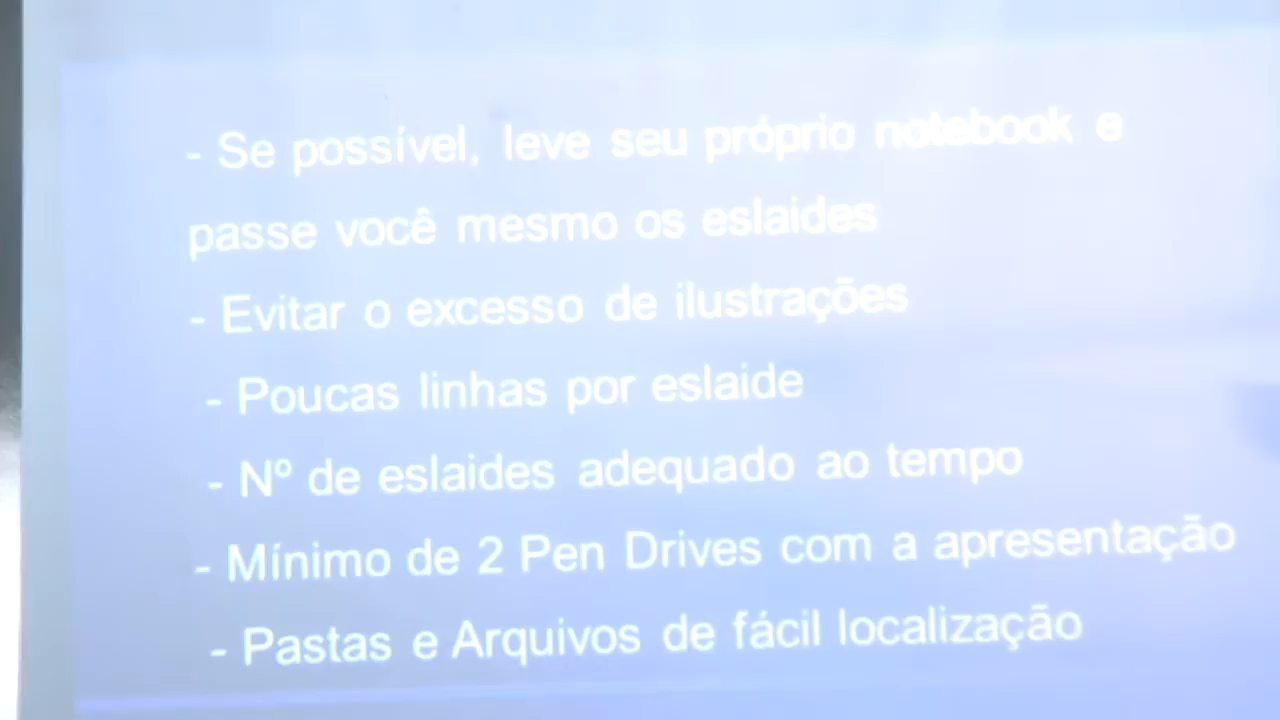 - Se possível, leve seu próprio notebook e
passe você mesmo os eslaides
- Evitar o excesso de ilustrações
- Poucas linhas por eslaide
- Nº de eslaides adequado ao tempo
- Mínimo de 2 Pen Drives com a apresentação
- Pastas e Arquivos de fácil localização